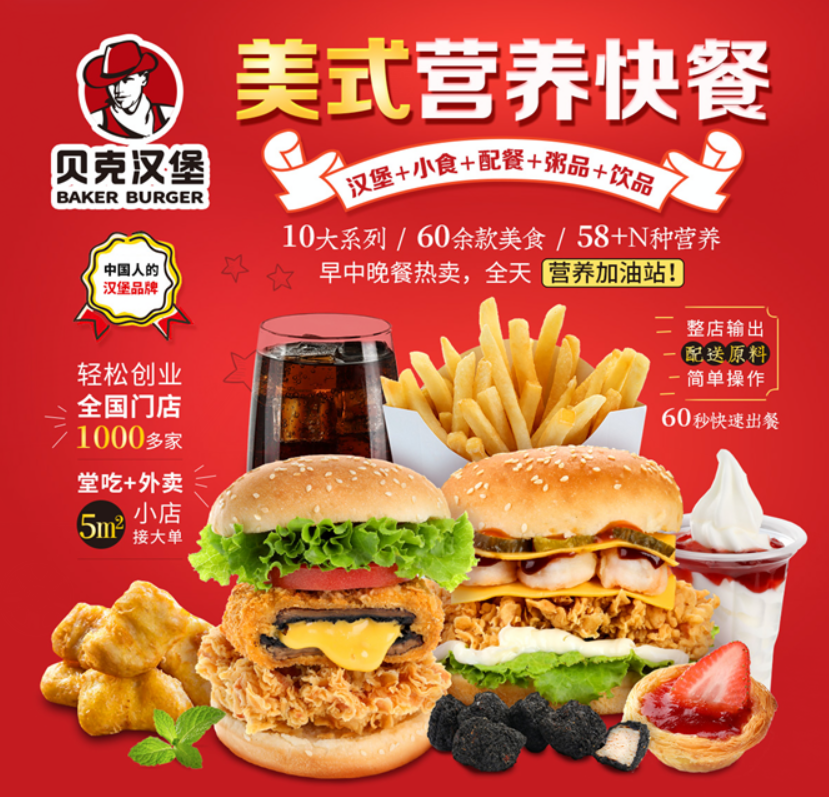 美式营养快餐
贝克汉堡
BAKER BURGER
汉堡+小食+配餐+粥品+饮品
10大系列 / 60余款美食 / 58+N种营养
早中晚餐热卖，全天 营养加油站！
中国人的
汉堡品牌
整店输出
配送原料
简单操作
60秒快速出餐
轻松创业
全国门店
1000多家
堂吃+外卖
5m² 小店
接大单